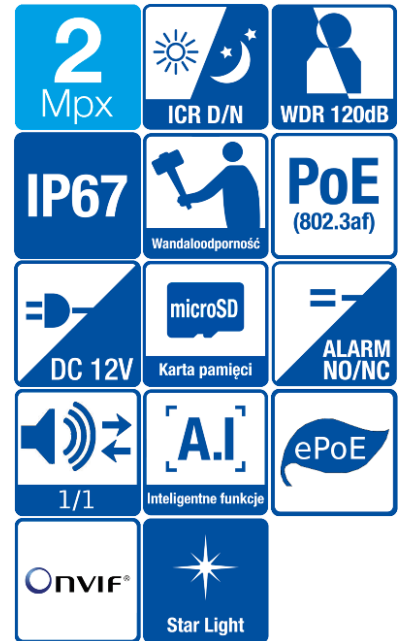 2
Mpx
ICR D/N
WDR 120dB
IP67
Wandaloodporność
PoE
(802.3af)
DC 12V
microSD
Karta pamięci
ALARM
NO/NC
1/1
[A.I]
Inteligentne funkcje
ePoE
ONVIF®
Star Light